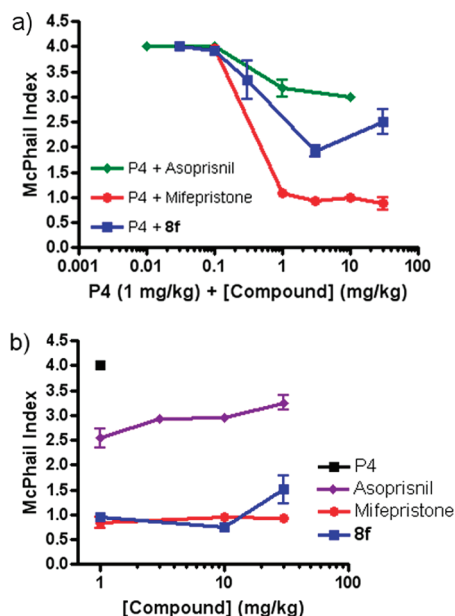 a)
McPhail Index
4.5
4.0
3.5
3.0
2.5
2.0
1.5
1.0
0.5
0.0
P4 + Asoprisnil
P4 + Mifepristone
P4 + 8f
0.001 0.01 0.1 1 10 100
P4 (1 mg/kg) + [Compound] (mg/kg)
b)
McPhail Index
4.5
4.0
3.5
3.0
2.5
2.0
1.5
1.0
0.5
0.0
P4
Asoprisnil
Mifepristone
8f
1 10 100
[Compound] (mg/kg)